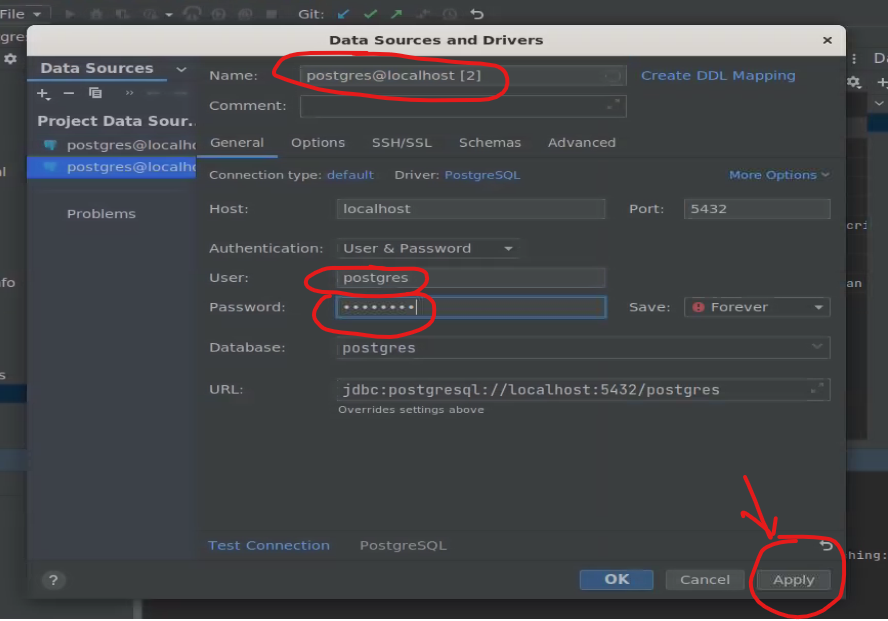 File
Git:
Data Sources and Drivers
Data Sources
Name:
postgres@localhost [2]
Create DDL Mapping
Comment:
Project Data Sour..
postgres@localho
postgres@localho
Problems
General
Options
SSH/SSL
Schemas
Advanced
Connection type: default
Driver: PostgreSQL
More Options
Host:
localhost
Port:
5432
Authentication:
User & Password
User:
postgres
Password:
••••••••
Save:
Forever
Database:
postgres
URL:
jdbc:postgresql://localhost:5432/postgres
Overrides settings above
Test Connection
PostgreSQL
hing:
?
OK
Cancel
Apply